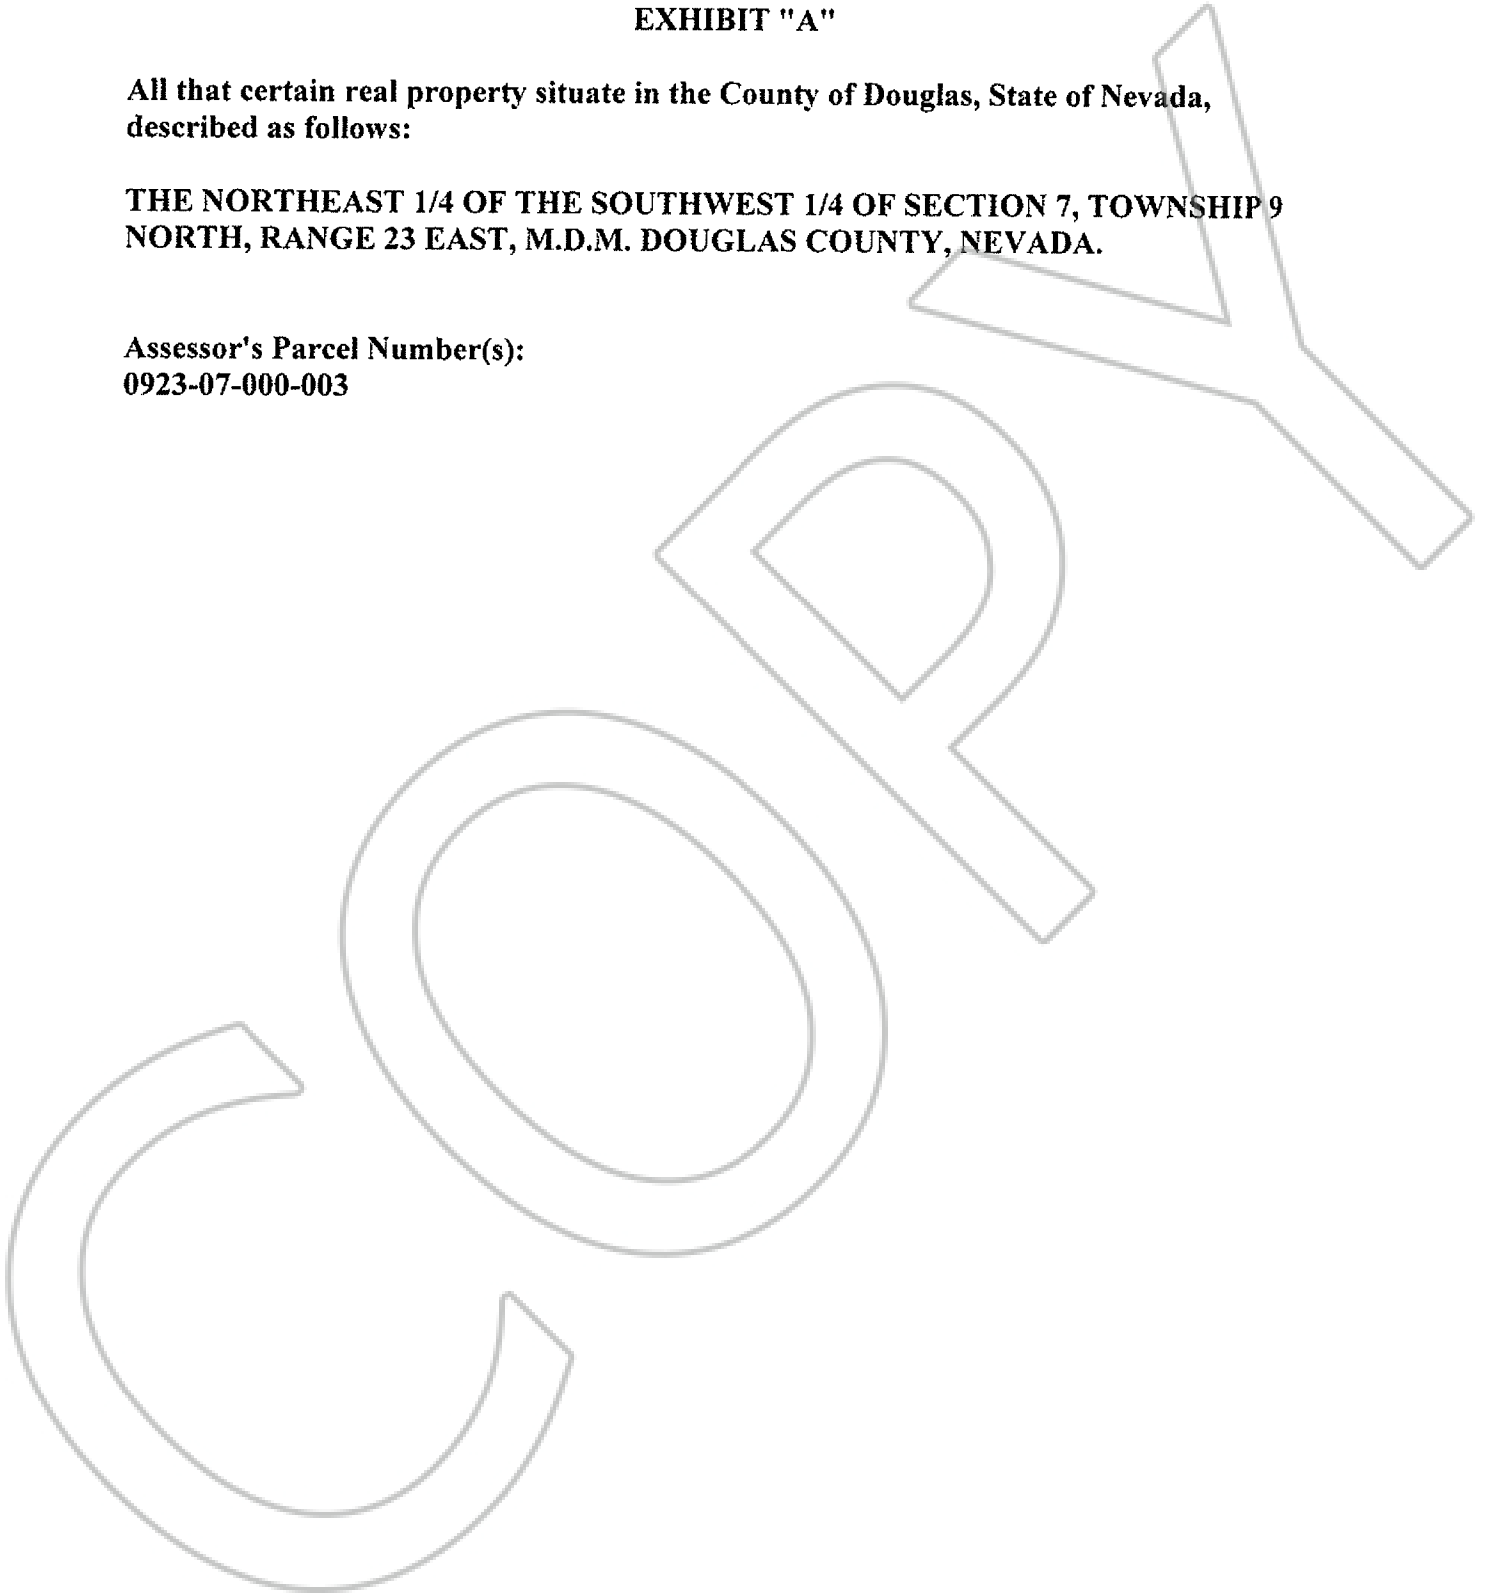 EXHIBIT "A"
All that certain real property situate in the County of Douglas, State of Nevada,
described as follows:
THE NORTHEAST 1/4 OF THE SOUTHWEST 1/4 OF SECTION 7, TOWNSHIP 9
NORTH, RANGE 23 EAST, M.D.M. DOUGLAS COUNTY, NEVADA.
Assessor's Parcel Number(s):
0923-07-000-003
COPY